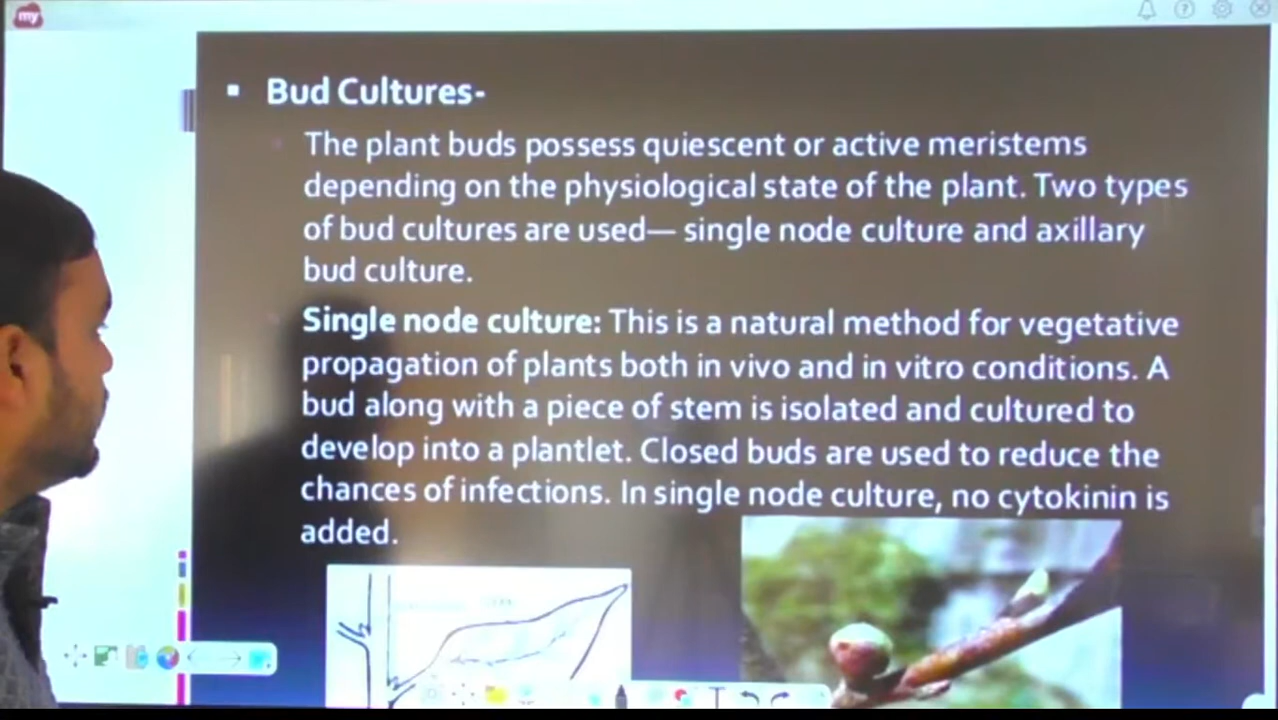 my
Bud Cultures-
The plant buds possess quiescent or active meristems
depending on the physiological state of the plant. Two types
of bud cultures are used— single node culture and axillary
bud culture.
Single node culture: This is a natural method for vegetative
propagation of plants both in vivo and in vitro conditions. A
bud along with a piece of stem is isolated and cultured to
develop into a plantlet. Closed buds are used to reduce the
chances of infections. In single node culture, no cytokinin is
added.